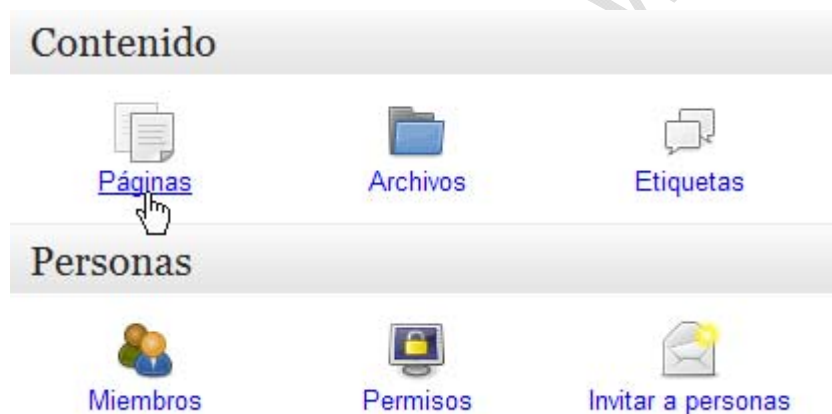 Contenido
Páginas Archivos Etiquetas
Personas
Miembros Permisos Invitar a personas